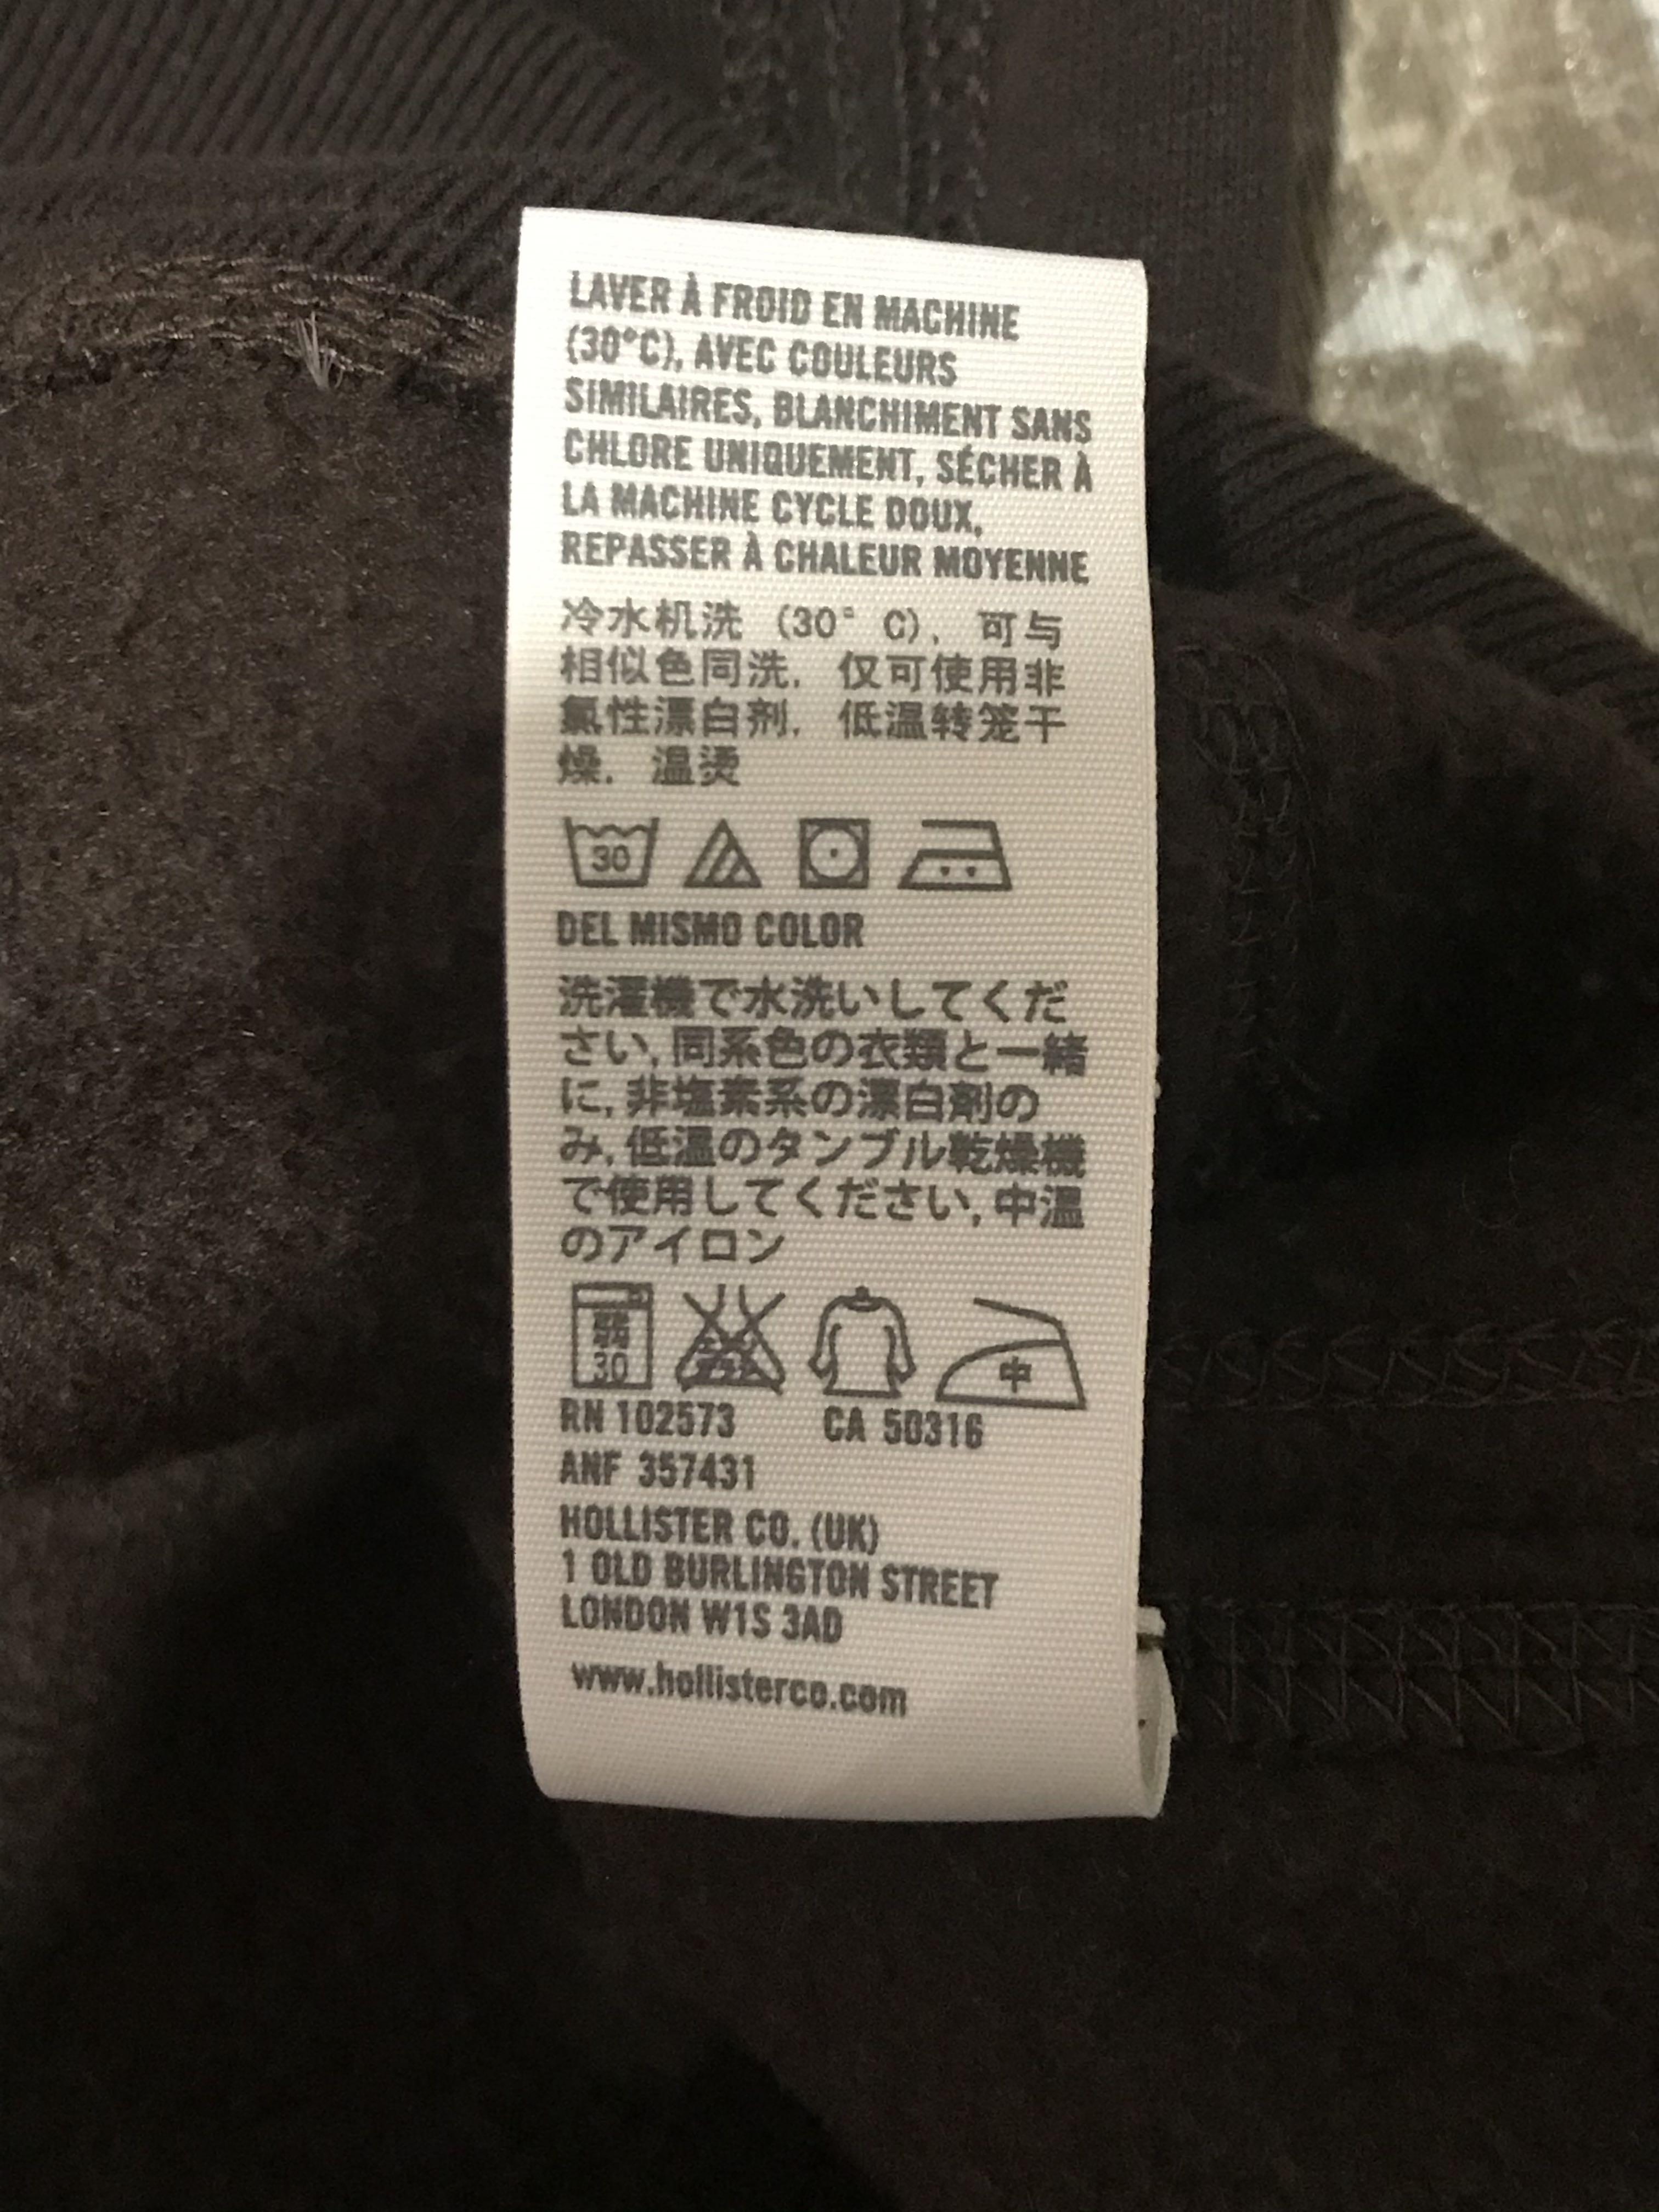 LAVER À FROID EN MACHINE
(30°C), AVEC COULEURS
SIMILAIRES, BLANCHIMENT SANS
CHLORE UNIQUEMENT, SÉCHER À
LA MACHINE CYCLE DOUX,
REPASSER À CHALEUR MOYENNE
冷水机洗 (30° C), 可与
相似色同洗, 仅可使用非
氯性漂白剂, 低温转笼干
燥, 温烫
30
DEL MISMO COLOR
洗濯機で水洗いしてくだ
さい, 同系色の衣類と一緒
に, 非塩素系の漂白剤の
み, 低温のタンブル乾燥機
で使用してください, 中温
のアイロン
30 中
RN 102573 CA 50316
ANF 357431
HOLLISTER CO. (UK)
1 OLD BURLINGTON STREET
LONDON W1S 3AD
www.hollisterco.com